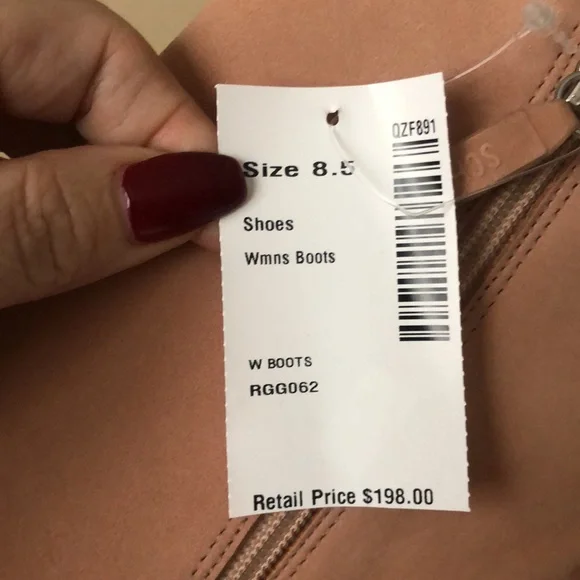 QZF891
Size 8.5
Shoes
Wmns Boots
W BOOTS
RGG062
Retail Price $198.00